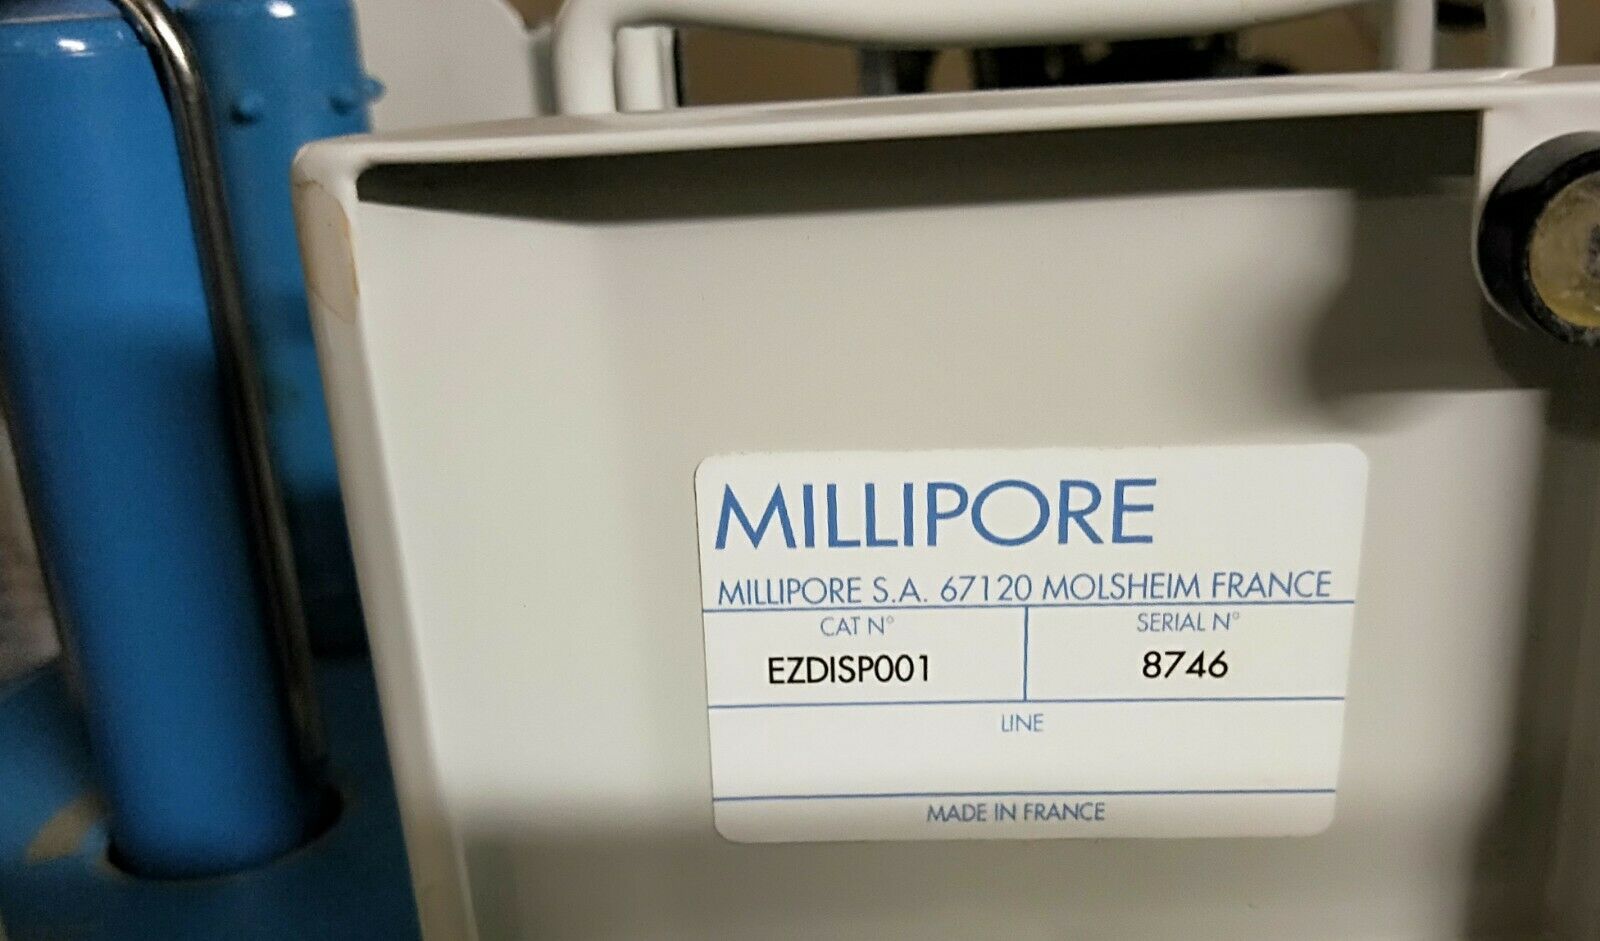 MILLIPORE
MILLIPORE S.A. 67120 MOLSHEIM FRANCE
CAT N° SERIAL N°
EZDISP001 8746
LINE
MADE IN FRANCE